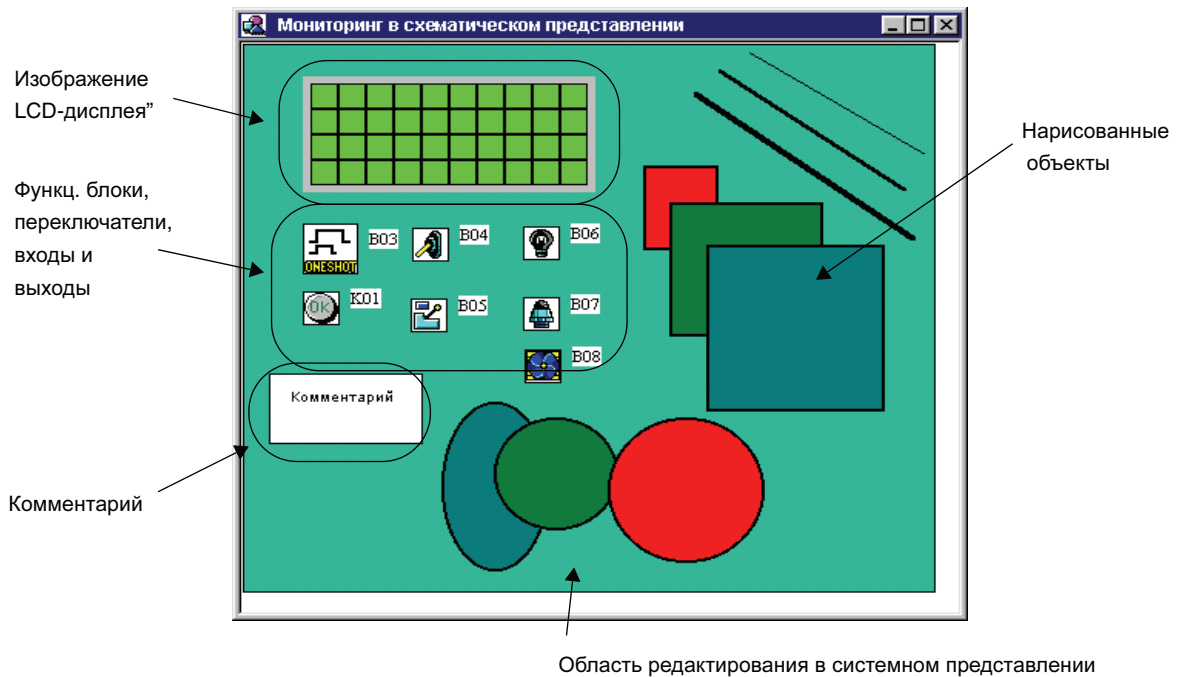 Мониторинг в схематическом представлении
Изображение
LCD-дисплея”
Нарисованные
объекты
Функц. блоки,
переключатели,
входы и
выходы
ONESHOT
B03
B04
B06
OK
K01
B05
B07
B08
Комментарий
Комментарий
Область редактирования в системном представлении